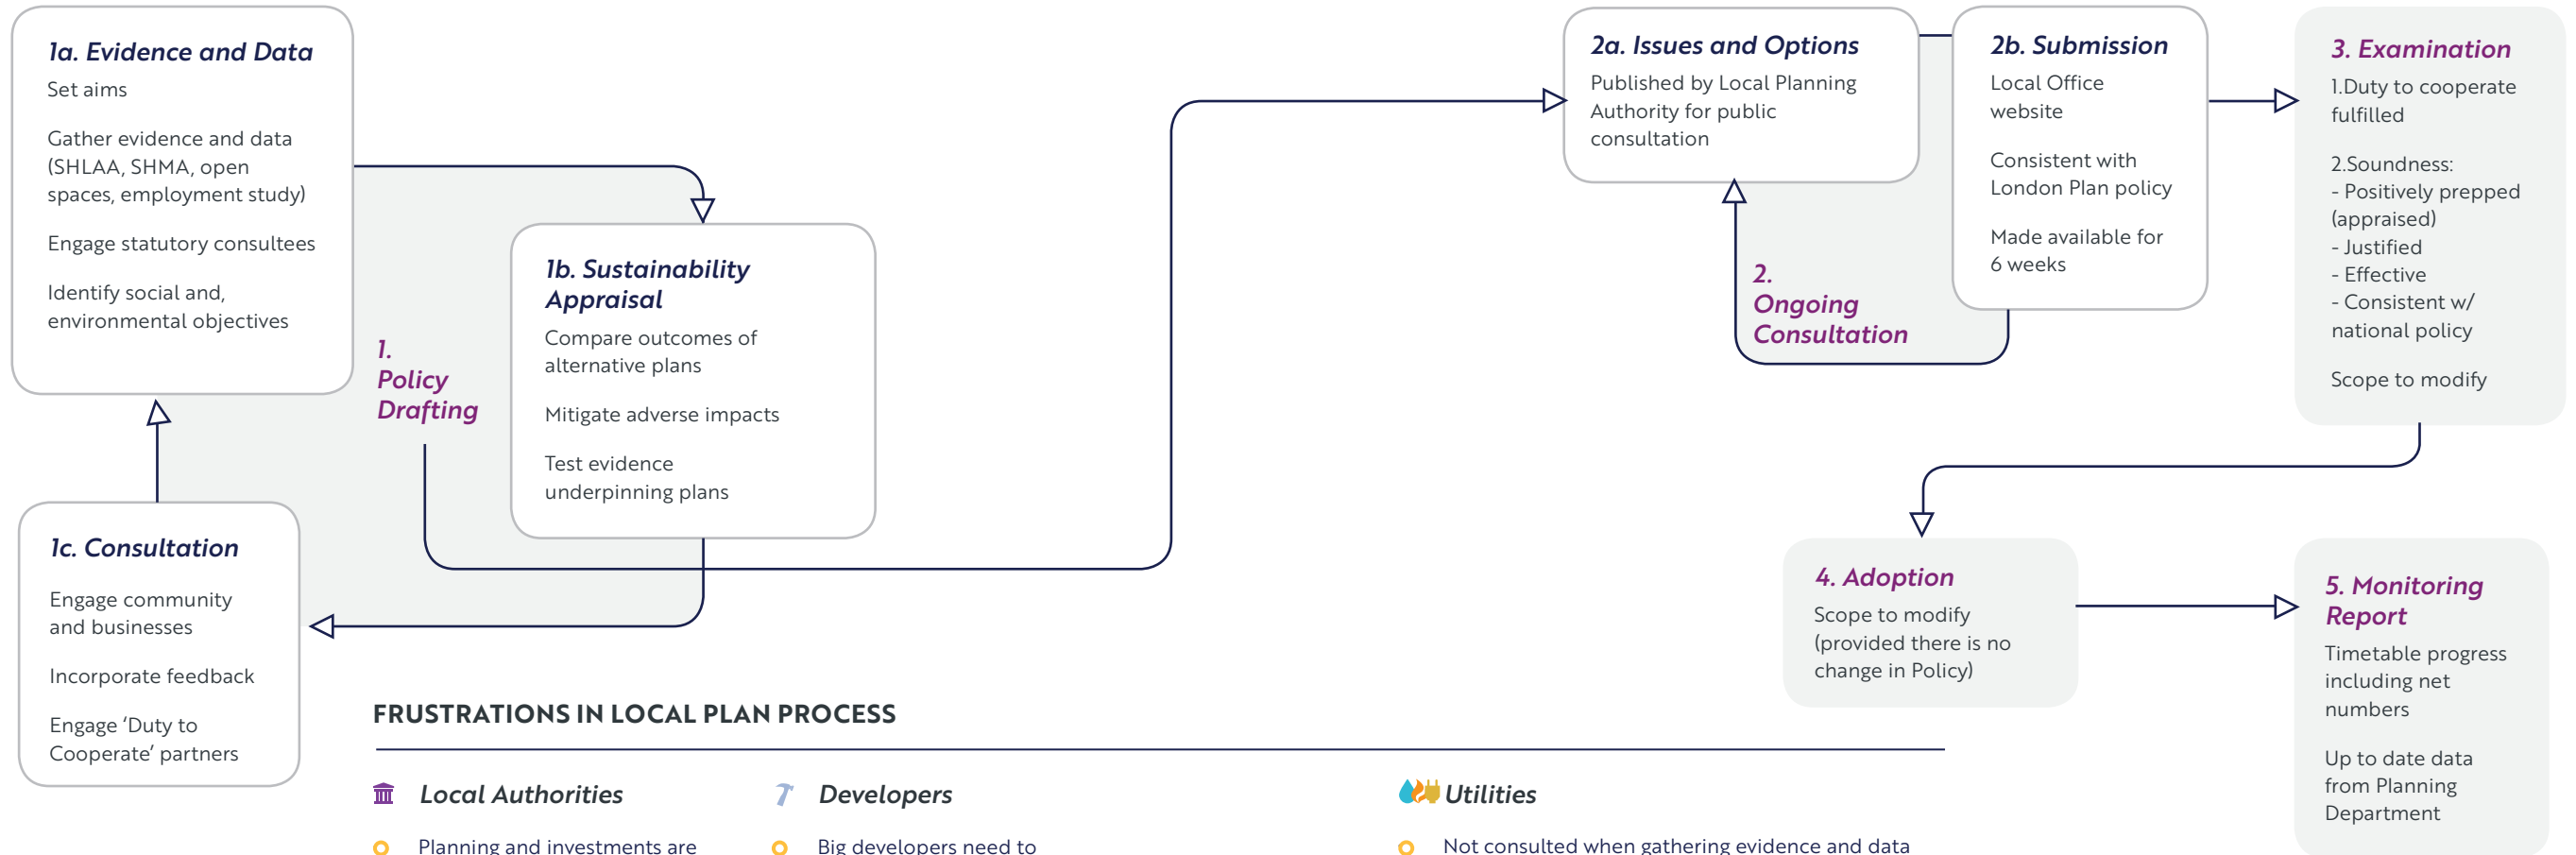 1a. Evidence and Data
Set aims
Gather evidence and data
(SHLAA, SHMA, open
spaces, employment study)
Engage statutory consultees
Identify social and,
environmental objectives
1.
Policy
Drafting
1b. Sustainability
Appraisal
Compare outcomes of
alternative plans
Mitigate adverse impacts
Test evidence
underpinning plans
1c. Consultation
Engage community
and businesses
Incorporate feedback
Engage ‘Duty to
Cooperate’ partners
2a. Issues and Options
Published by Local Planning
Authority for public
consultation
2.
Ongoing
Consultation
2b. Submission
Local Office
website
Consistent with
London Plan policy
Made available for
6 weeks
3. Examination
1.Duty to cooperate
fulfilled
2.Soundness:
- Positively prepped
(appraised)
- Justified
- Effective
- Consistent w/
national policy
Scope to modify
4. Adoption
Scope to modify
(provided there is no
change in Policy)
5. Monitoring
Report
Timetable progress
including net
numbers
Up to date data
from Planning
Department
FRUSTRATIONS IN LOCAL PLAN PROCESS
Local Authorities
Planning and investments are
Developers
Big developers need to
Utilities
Not consulted when gathering evidence and data